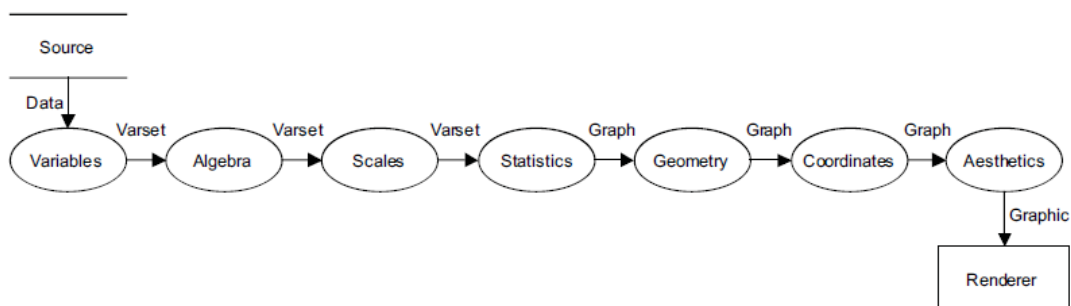 Source
Data
Varset
Varset
Varset
Graph
Graph
Graph
Variables
Algebra
Scales
Statistics
Geometry
Coordinates
Aesthetics
Graphic
Renderer